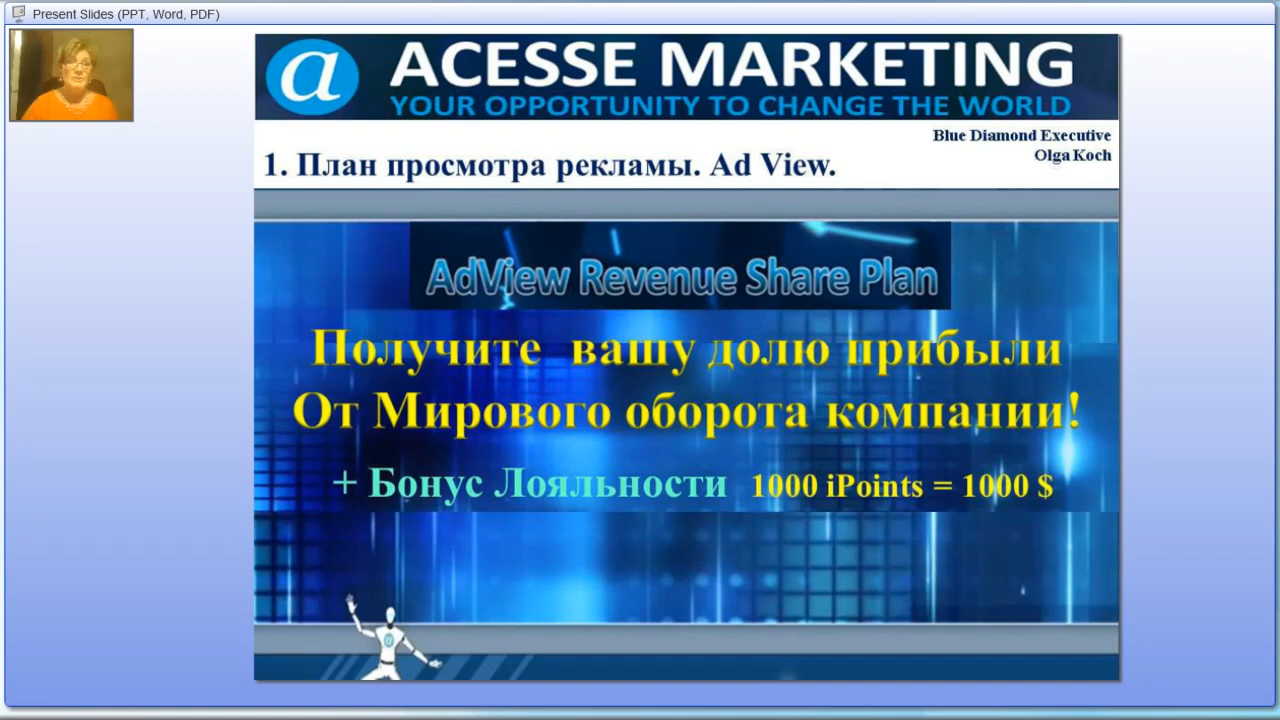 Present Slides (PPT, Word, PDF)
a ACESSE MARKETING
YOUR OPPORTUNITY TO CHANGE THE WORLD
Blue Diamond Executive
Olga Koch
1. План просмотра рекламы. Ad View.
AdView Revenue Share Plan
Получите вашу долю прибыли
От Мирового оборота компании!
+ Бонус Лояльности 1000 iPoints = 1000 $